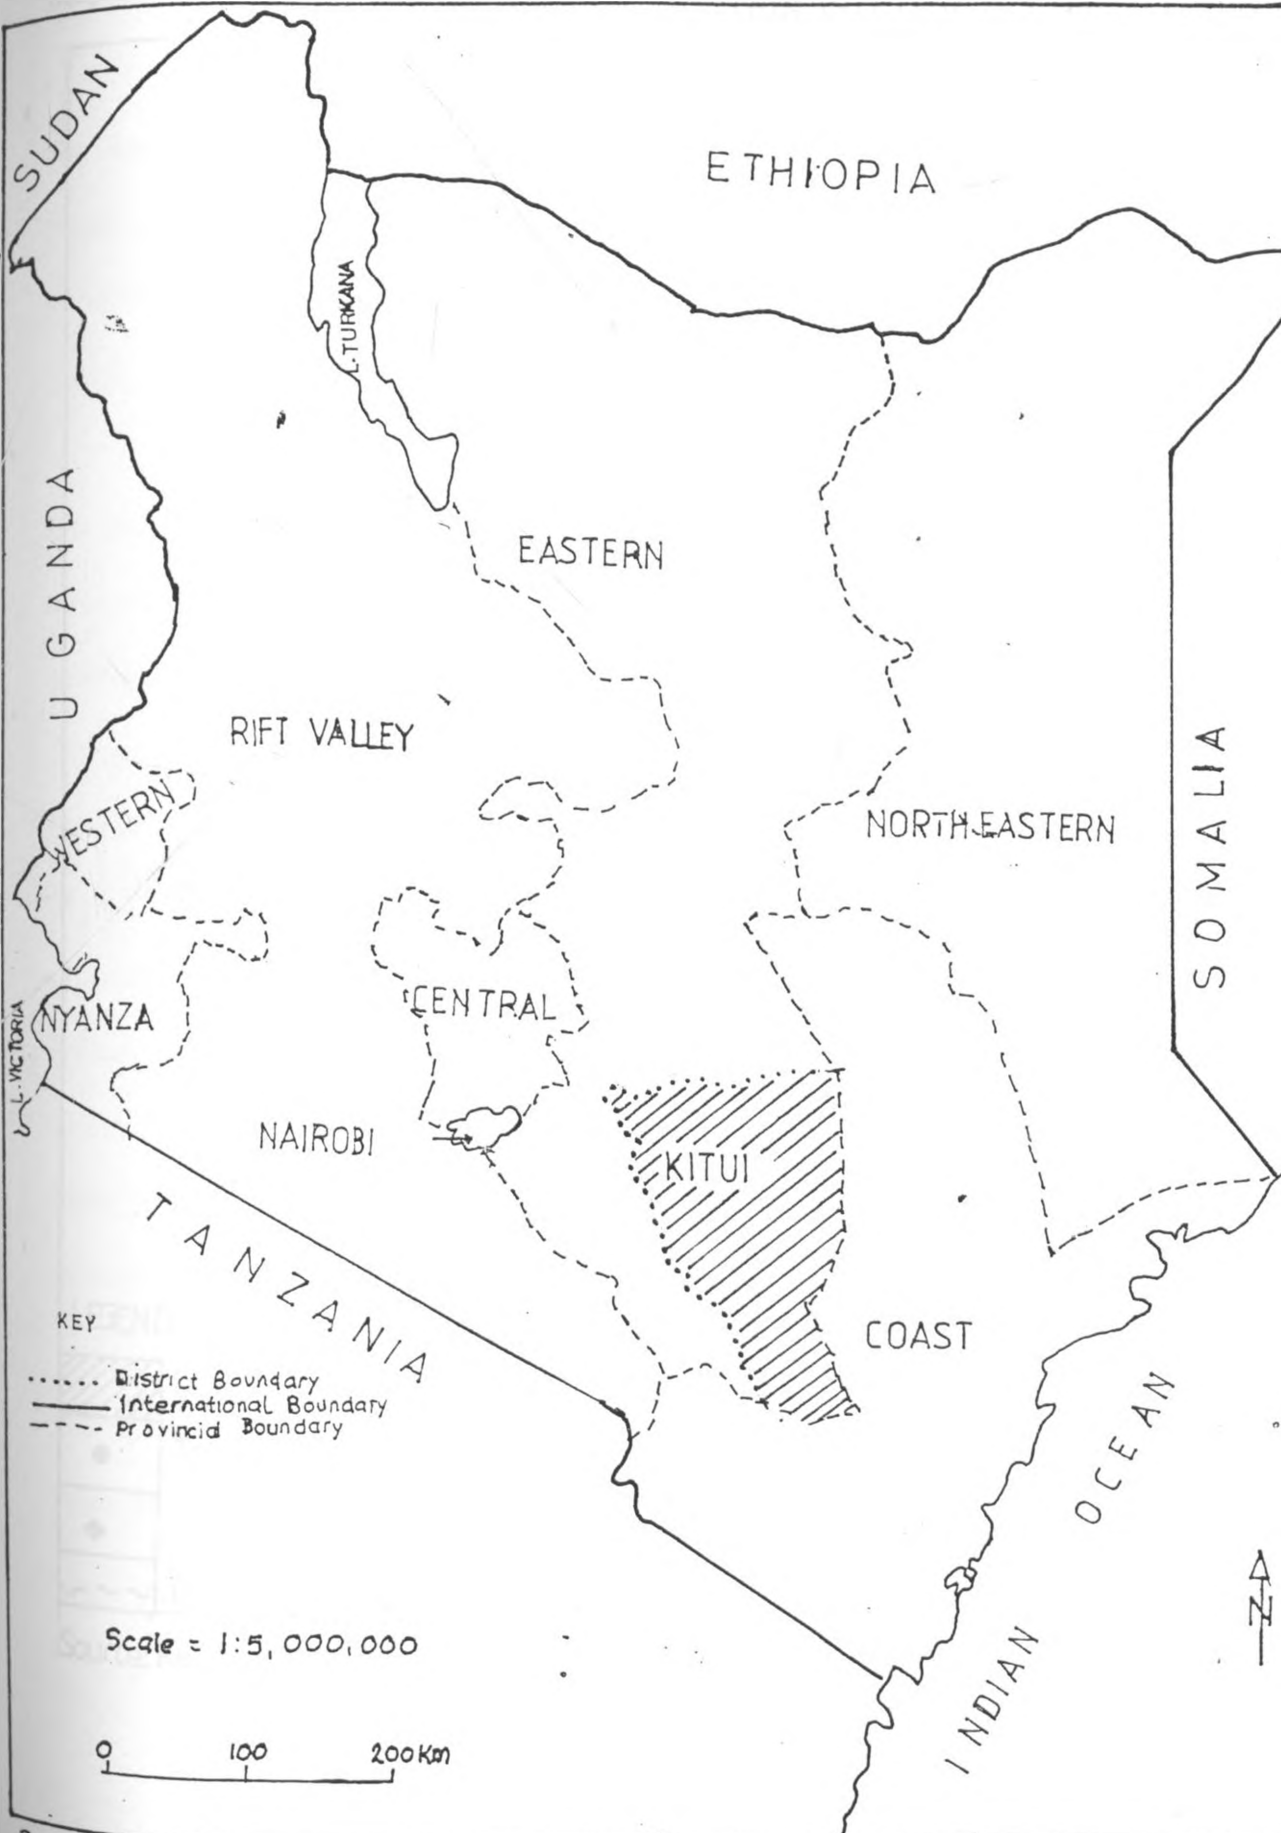 SUDAN
ETHIOPIA
L.TURKANA
UGANDA
EASTERN
RIFT VALLEY
WESTERN
NORTH-EASTERN
SOMALIA
CENTRAL
NYANZA
L.VICTORIA
NAIROBI
KITUI
TANZANIA
COAST
KEY
District Boundary
International Boundary
Provincial Boundary
INDIAN OCEAN
N
Scale = 1:5,000,000
0 100 200 Km